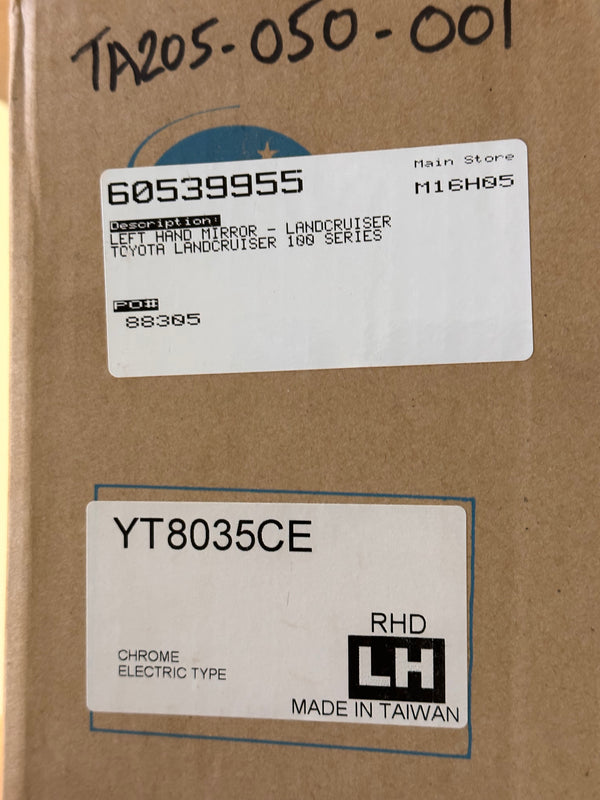 TA205-050-001
60539955
Main Store
M16H05
Description:
LEFT HAND MIRROR - LANDCRUISER
TOYOTA LANDCRUISER 100 SERIES
PO#
88305
YT8035CE
RHD
LH
CHROME
ELECTRIC TYPE
MADE IN TAIWAN